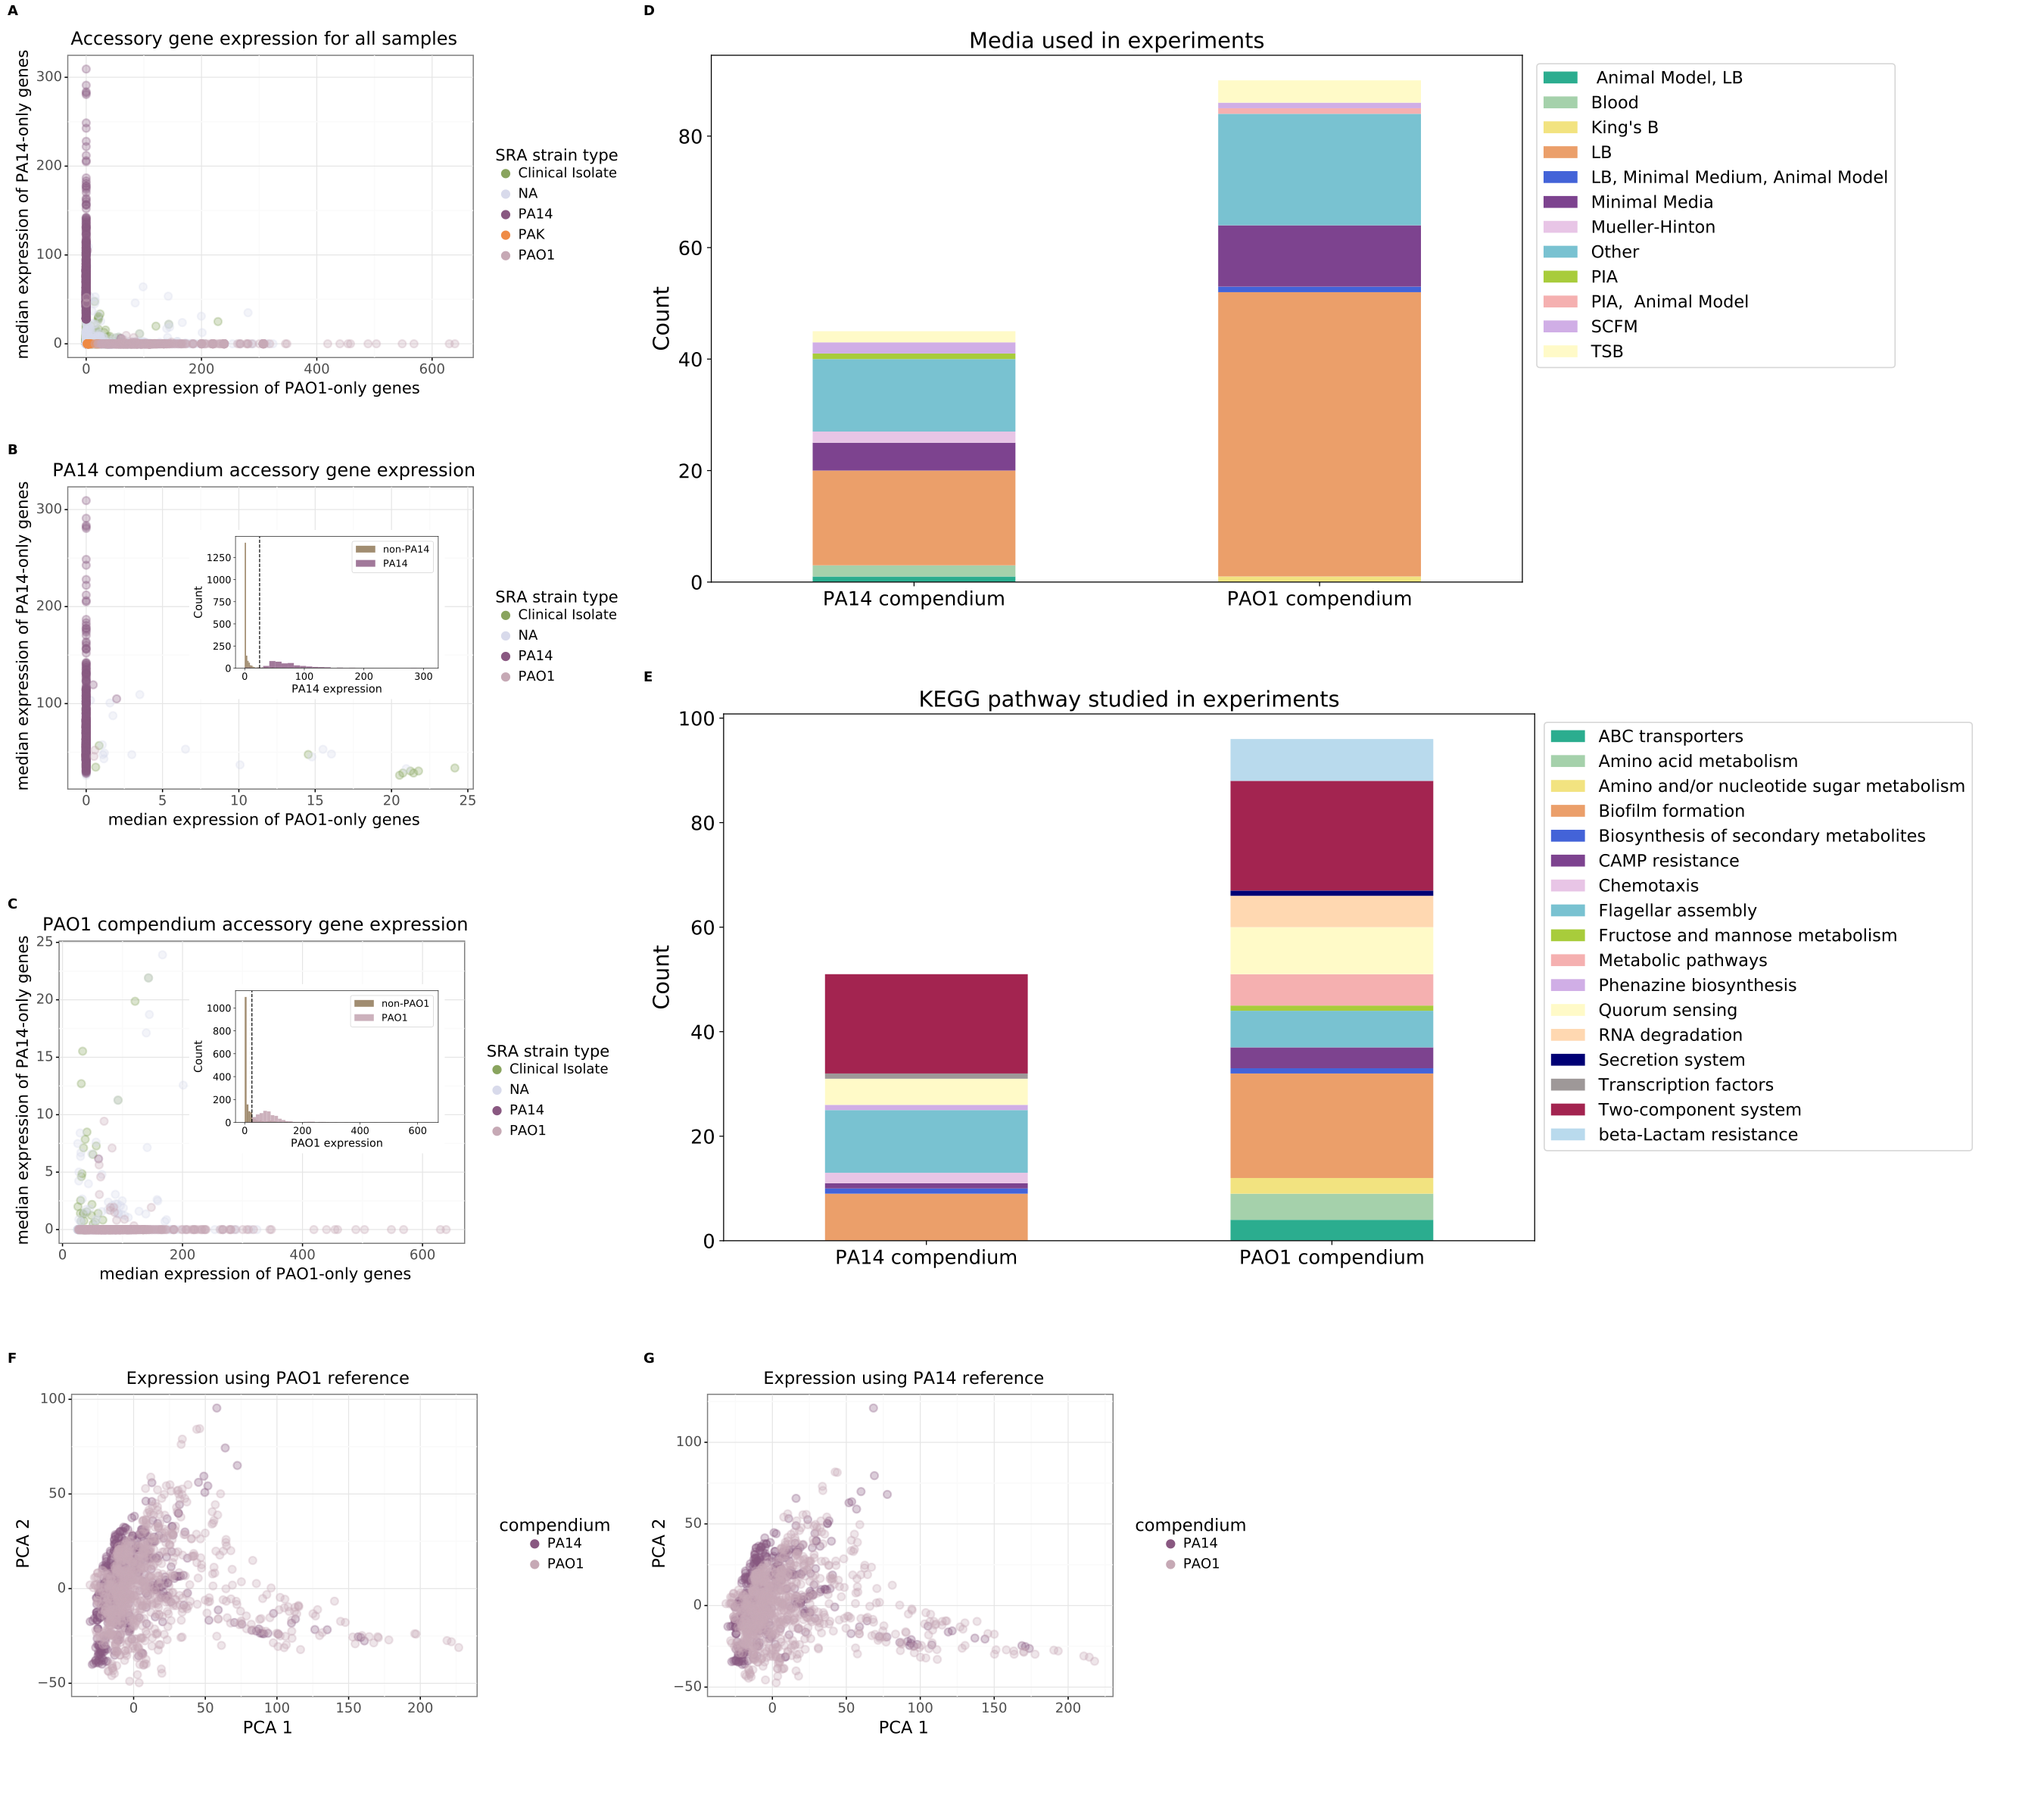 A
Accessory gene expression for all samples
median expression of PA14-only genes
300
200
100
0
0
200
400
600
median expression of PAO1-only genes
SRA strain type
Clinical Isolate
NA
PA14
PAK
PAO1
B
PA14 compendium accessory gene expression
median expression of PA14-only genes
300
200
100
0
5
10
15
20
25
median expression of PAO1-only genes
Count
1250
1000
750
500
250
0
0
100
200
300
PA14 expression
non-PA14
PA14
SRA strain type
Clinical Isolate
NA
PA14
PAO1
C
PAO1 compendium accessory gene expression
median expression of PA14-only genes
25
20
15
10
5
0
0
200
400
600
median expression of PAO1-only genes
Count
1000
800
600
400
200
0
0
200
400
600
PAO1 expression
non-PAO1
PAO1
SRA strain type
Clinical Isolate
NA
PA14
PAO1
D
Media used in experiments
Count
80
60
40
20
0
PA14 compendium
PAO1 compendium
Animal Model, LB
Blood
King's B
LB
LB, Minimal Medium, Animal Model
Minimal Media
Mueller-Hinton
Other
PIA
PIA, Animal Model
SCFM
TSB
E
KEGG pathway studied in experiments
Count
100
80
60
40
20
0
PA14 compendium
PAO1 compendium
ABC transporters
Amino acid metabolism
Amino and/or nucleotide sugar metabolism
Biofilm formation
Biosynthesis of secondary metabolites
CAMP resistance
Chemotaxis
Flagellar assembly
Fructose and mannose metabolism
Metabolic pathways
Phenazine biosynthesis
Quorum sensing
RNA degradation
Secretion system
Transcription factors
Two-component system
beta-Lactam resistance
F
Expression using PAO1 reference
PCA 2
100
50
0
−50
0
50
100
150
200
PCA 1
compendium
PA14
PAO1
G
Expression using PA14 reference
PCA 2
100
50
0
−50
0
50
100
150
200
PCA 1
compendium
PA14
PAO1